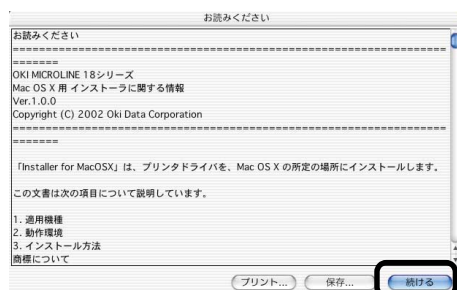 お読みください
お読みください
==============================================================
=======
OKI MICROLINE 18シリーズ
Mac OS X 用 インストーラに関する情報
Ver.1.0.0
Copyright (C) 2002 Oki Data Corporation
==============================================================
=======
「Installer for MacOSX」は、プリンタドライバを、Mac OS X の所定の場所にインストールします。
この文書は次の項目について説明しています。
1. 適用機種
2. 動作環境
3. インストール方法
商標について
プリント... 保存... 続ける